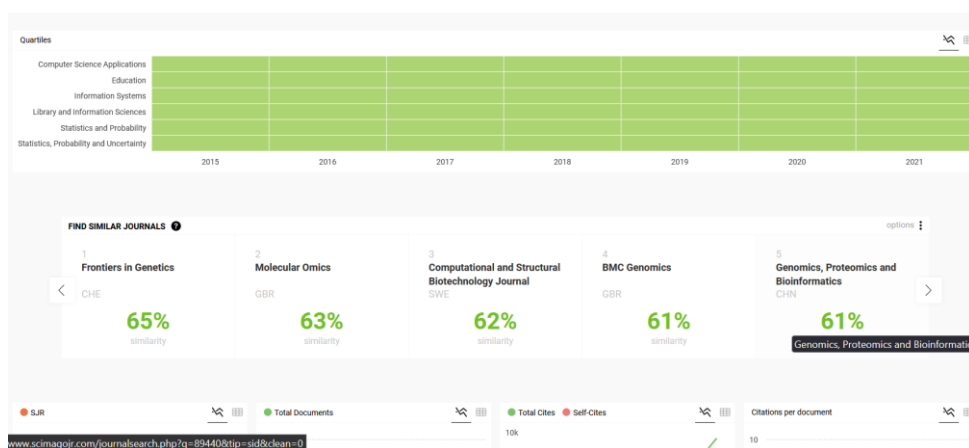 Quartiles
Computer Science Applications
Education
Information Systems
Library and Information Sciences
Statistics and Probability
Statistics, Probability and Uncertainty
2015 2016 2017 2018 2019 2020 2021
FIND SIMILAR JOURNALS ?
options
1
Frontiers in Genetics
CHE
65%
similarity
2
Molecular Omics
GBR
63%
similarity
3
Computational and Structural
Biotechnology Journal
SWE
62%
similarity
4
BMC Genomics
GBR
61%
similarity
5
Genomics, Proteomics and
Bioinformatics
CHN
61%
Genomics, Proteomics and Bioinformati
SJR
Total Documents
Total Cites Self-Cites
10k
Citations per document
10
www.scimagojr.com/journalsearch.php?q=89440&tip=sid&clean=0